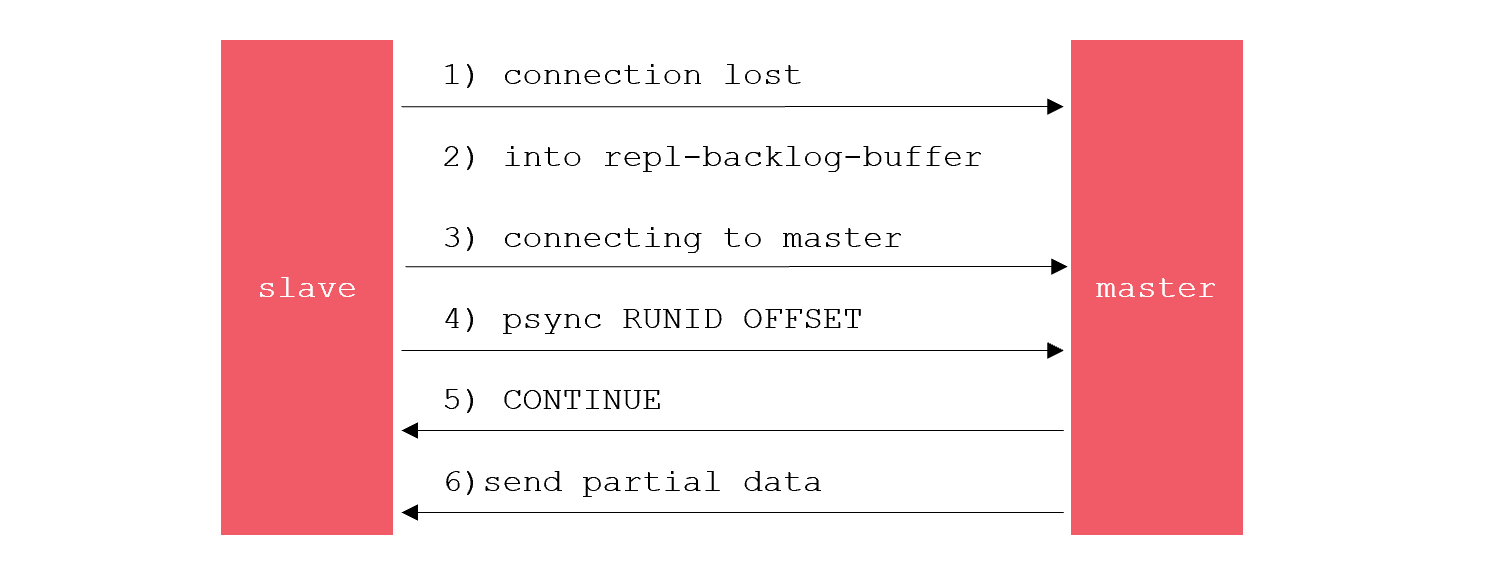 1) connection lost
2) into repl-backlog-buffer
3) connecting to master
slave
master
4) psync RUNID OFFSET
5) CONTINUE
6)send partial data